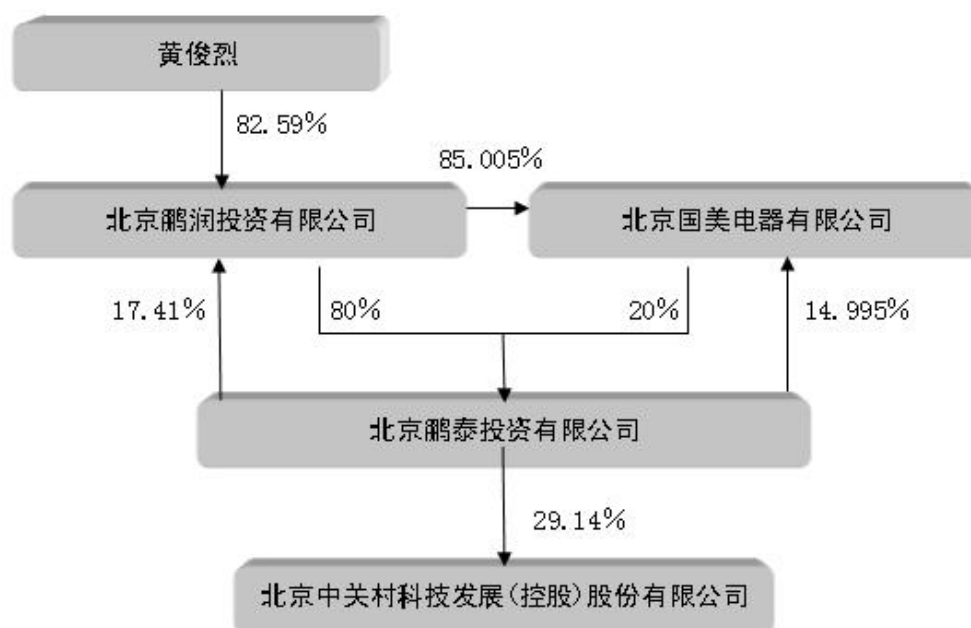 黄俊烈
82.59%
85.005%
北京鹏润投资有限公司
北京国美电器有限公司
17.41%
80%
20%
14.995%
北京鹏泰投资有限公司
29.14%
北京中关村科技发展(控股)股份有限公司